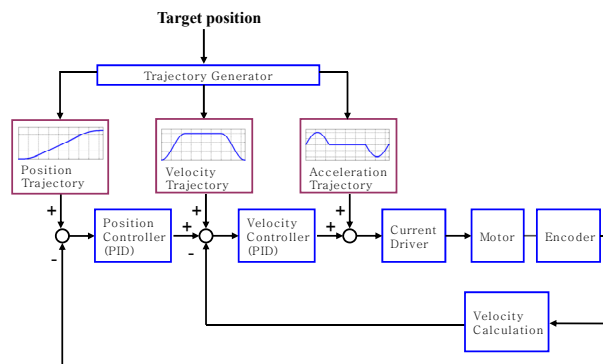 Target position
Trajectory Generator
Position
Trajectory
Velocity
Trajectory
Acceleration
Trajectory
+
+
+
Position
Controller
(PID)
+
Velocity
Controller
(PID)
+
Current
Driver
Motor
Encoder
-
-
Velocity
Calculation